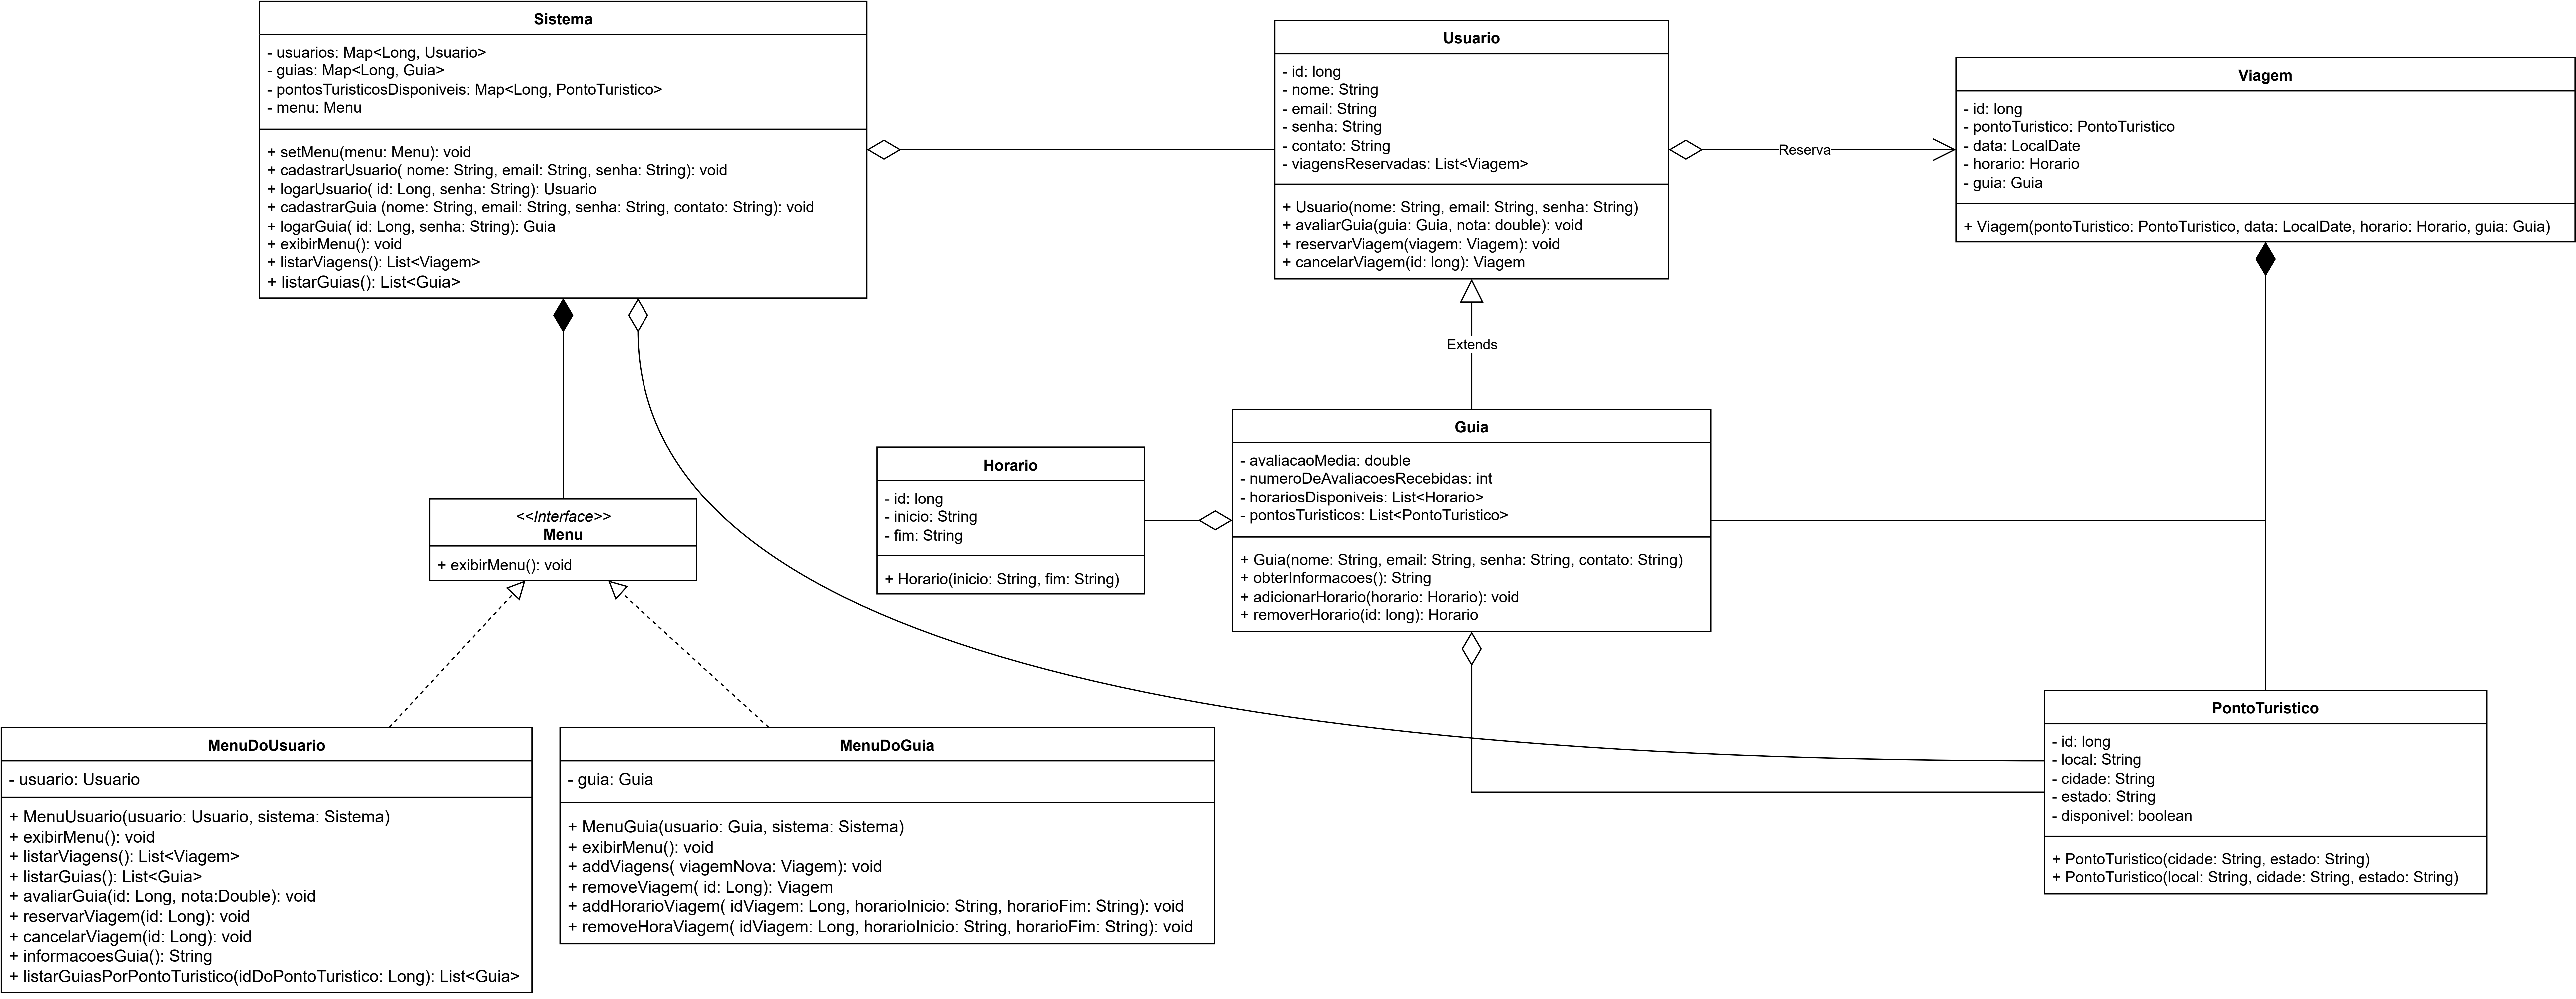 Sistema
- usuarios: Map<Long, Usuario>
- guias: Map<Long, Guia>
- pontosTuristicosDisponiveis: Map<Long, PontoTuristico>
- menu: Menu
+ setMenu(menu: Menu): void
+ cadastrarUsuario( nome: String, email: String, senha: String): void
+ logarUsuario( id: Long, senha: String): Usuario
+ cadastrarGuia (nome: String, email: String, senha: String, contato: String): void
+ logarGuia( id: Long, senha: String): Guia
+ exibirMenu(): void
+ listarViagens(): List<Viagem>
+ listarGuias(): List<Guia>
Usuario
- id: long
- nome: String
- email: String
- senha: String
- contato: String
- viagensReservadas: List<Viagem>
+ Usuario(nome: String, email: String, senha: String)
+ avaliarGuia(guia: Guia, nota: double): void
+ reservarViagem(viagem: Viagem): void
+ cancelarViagem(id: long): Viagem
Reserva
Viagem
- id: long
- pontoTuristico: PontoTuristico
- data: LocalDate
- horario: Horario
- guia: Guia
+ Viagem(pontoTuristico: PontoTuristico, data: LocalDate, horario: Horario, guia: Guia)
Extends
Horario
- id: long
- inicio: String
- fim: String
+ Horario(inicio: String, fim: String)
Guia
- avaliacaoMedia: double
- numeroDeAvaliacoesRecebidas: int
- horariosDisponiveis: List<Horario>
- pontosTuristicos: List<PontoTuristico>
+ Guia(nome: String, email: String, senha: String, contato: String)
+ obterInformacoes(): String
+ adicionarHorario(horario: Horario): void
+ removerHorario(id: long): Horario
<<Interface>>
Menu
+ exibirMenu(): void
MenuDoUsuario
- usuario: Usuario
+ MenuUsuario(usuario: Usuario, sistema: Sistema)
+ exibirMenu(): void
+ listarViagens(): List<Viagem>
+ listarGuias(): List<Guia>
+ avaliarGuia(id: Long, nota:Double): void
+ reservarViagem(id: Long): void
+ cancelarViagem(id: Long): void
+ informacoesGuia(): String
+ listarGuiasPorPontoTuristico(idDoPontoTuristico: Long): List<Guia>
MenuDoGuia
- guia: Guia
+ MenuGuia(usuario: Guia, sistema: Sistema)
+ exibirMenu(): void
+ addViagens( viagemNova: Viagem): void
+ removeViagem( id: Long): Viagem
+ addHorarioViagem( idViagem: Long, horarioInicio: String, horarioFim: String): void
+ removeHoraViagem( idViagem: Long, horarioInicio: String, horarioFim: String): void
PontoTuristico
- id: long
- local: String
- cidade: String
- estado: String
- disponivel: boolean
+ PontoTuristico(cidade: String, estado: String)
+ PontoTuristico(local: String, cidade: String, estado: String)